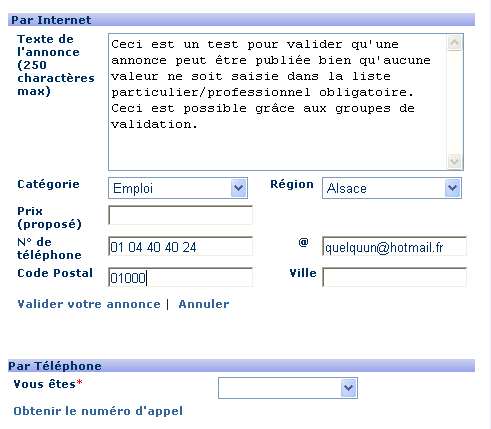 Par Internet
Texte de
l'annonce
(250
charactères
max)
Ceci est un test pour valider qu'une
annonce peut être publiée bien qu'aucune
valeur ne soit saisie dans la liste
particulier/professionnel obligatoire.
Ceci est possible grâce aux groupes de
validation.
Catégorie Emploi Région Alsace
Prix
(proposé)
N° de
téléphone 01 04 40 40 24 @ quelquun@hotmail.fr
Code Postal 01000 Ville
Valider votre annonce | Annuler
Par Téléphone
Vous êtes*
Obtenir le numéro d'appel